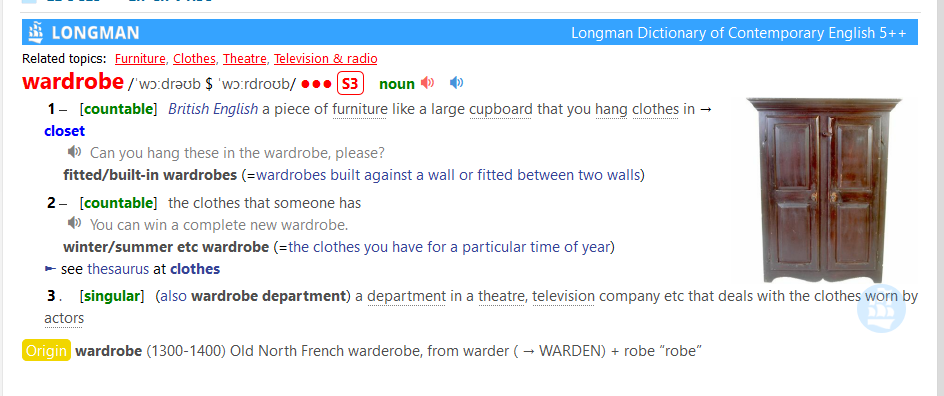 LONGMAN Longman Dictionary of Contemporary English 5++
Related topics: Furniture, Clothes, Theatre, Television & radio
wardrobe /ˈwɔːdrəʊb $ ˈwɔːrdroʊb/ ●●● S3 noun
1 – [countable] British English a piece of furniture like a large cupboard that you hang clothes in →
closet
Can you hang these in the wardrobe, please?
fitted/built-in wardrobes (=wardrobes built against a wall or fitted between two walls)
2 – [countable] the clothes that someone has
You can win a complete new wardrobe.
winter/summer etc wardrobe (=the clothes you have for a particular time of year)
► see thesaurus at clothes
3 . [singular] (also wardrobe department) a department in a theatre, television company etc that deals with the clothes worn by
actors
Origin wardrobe (1300-1400) Old North French warderobe, from warder ( → WARDEN) + robe “robe”